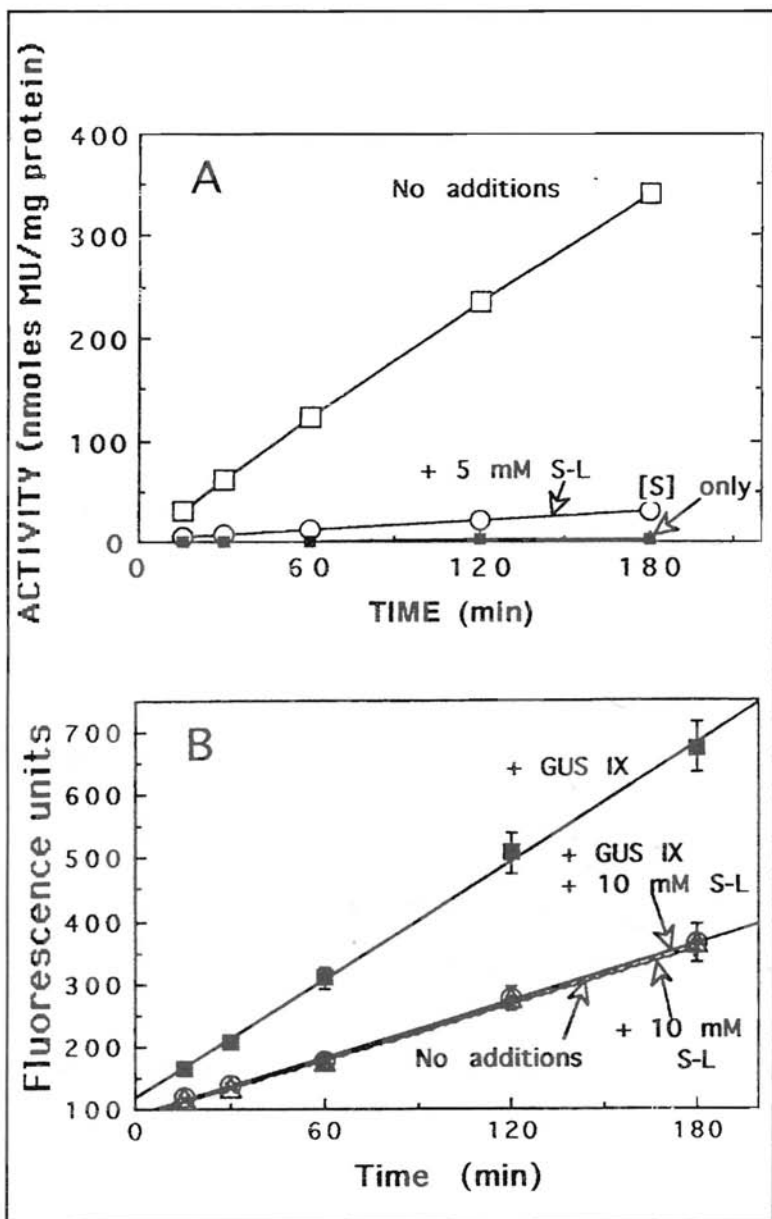 ACTIVITY (nmoles MU/mg protein)
400
300
200
100
0
A
No additions
+ 5 mM S-L
[S] only
0 60 120 180
TIME (min)
Fluorescence units
700
600
500
400
300
200
100
B
+ GUS IX
+ GUS IX
+ 10 mM S-L
No additions
+ 10 mM
S-L
60 120 180
Time (min)